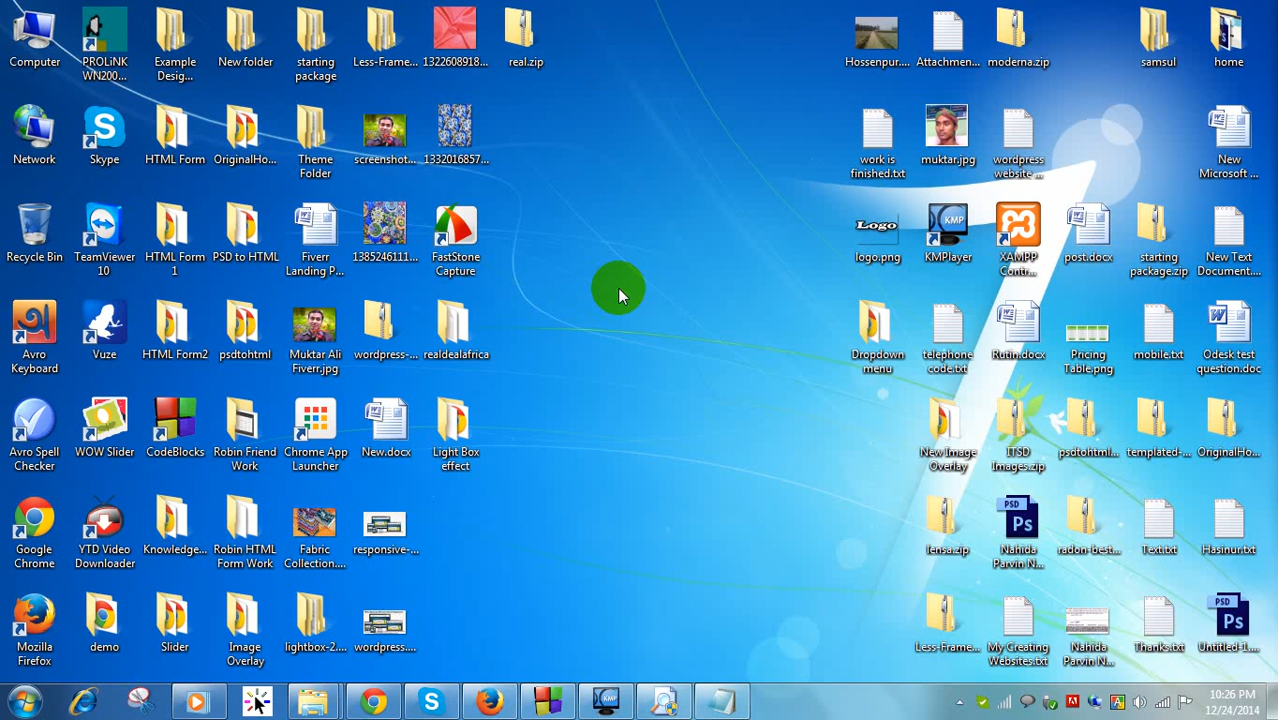 Computer
PROLiNK
WN200...
Example
Desig...
New folder
starting
package
Less-Frame...
1322608918...
real.zip
Hossenpur....
Attachmen...
moderna.zip
samsul
home
Network
Skype
HTML Form
OriginalHo...
Theme
Folder
screenshot...
1332016857...
work is
finished.txt
muktar.jpg
wordpress
website ...
New
Microsoft ...
Recycle Bin
TeamViewer
10
HTML Form
1
PSD to HTML
Fiverr
Landing P...
1385246111...
FastStone
Capture
Logo
logo.png
KMP
KMPlayer
XAMPP
Contr...
post.docx
starting
package.zip
New Text
Document....
Avro
Keyboard
Vuze
HTML Form2
psdtohtml
Muktar Ali
Fiverr.jpg
wordpress-...
realdealafrica
Dropdown
menu
telephone
code.txt
Rutin.docx
Pricing
Table.png
mobile.txt
Odesk test
question.doc
Avro Spell
Checker
WOW Slider
CodeBlocks
Robin Friend
Work
Chrome App
Launcher
New.docx
Light Box
effect
New Image
Overlay
ITSD
Images.zip
psdtohtml...
templated-...
OriginalHo...
Google
Chrome
YTD Video
Downloader
Knowledge...
Robin HTML
Form Work
Fabric
Collection....
responsive-...
lensa.zip
PSD
Ps
Nahida
Parvin N...
radon-best...
Text.txt
Hasinur.txt
Mozilla
Firefox
demo
Slider
Image
Overlay
lightbox-2....
wordpress....
Less-Frame...
My Creating
Websites.txt
Nahida
Parvin N...
Thanks.txt
PSD
Ps
Untitled-1....
KMP
10:26 PM
12/24/2014